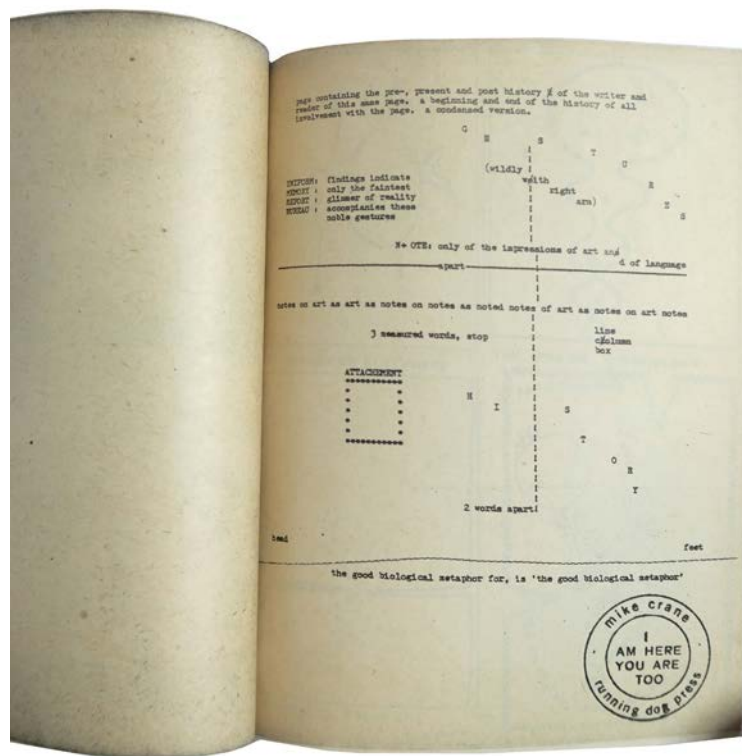 page containing the pre-, present and post history of the writer and
reader of this same page. a beginning and end of the history of all
involvement with the page. a condensed version.
G
E S
T
(wildly U
with R
right E
arm) S
UNIFORM: findings indicate
MEMORY : only the faintest
REPORT : glimmer of reality
BUREAU : accompanies these
noble gestures
N+ OTE: only of the impressions of art and
d of language
apart
notes on art as art as notes on notes as noted notes of art as notes on art notes
3 measured words, stop
line
column
box
ATTACHEMENT
H
I S
T
O
R
Y
2 words apart
head
feet
the good biological metaphor for, is 'the good biological metaphor'
mike crane
I
AM HERE
YOU ARE
TOO
running dog press